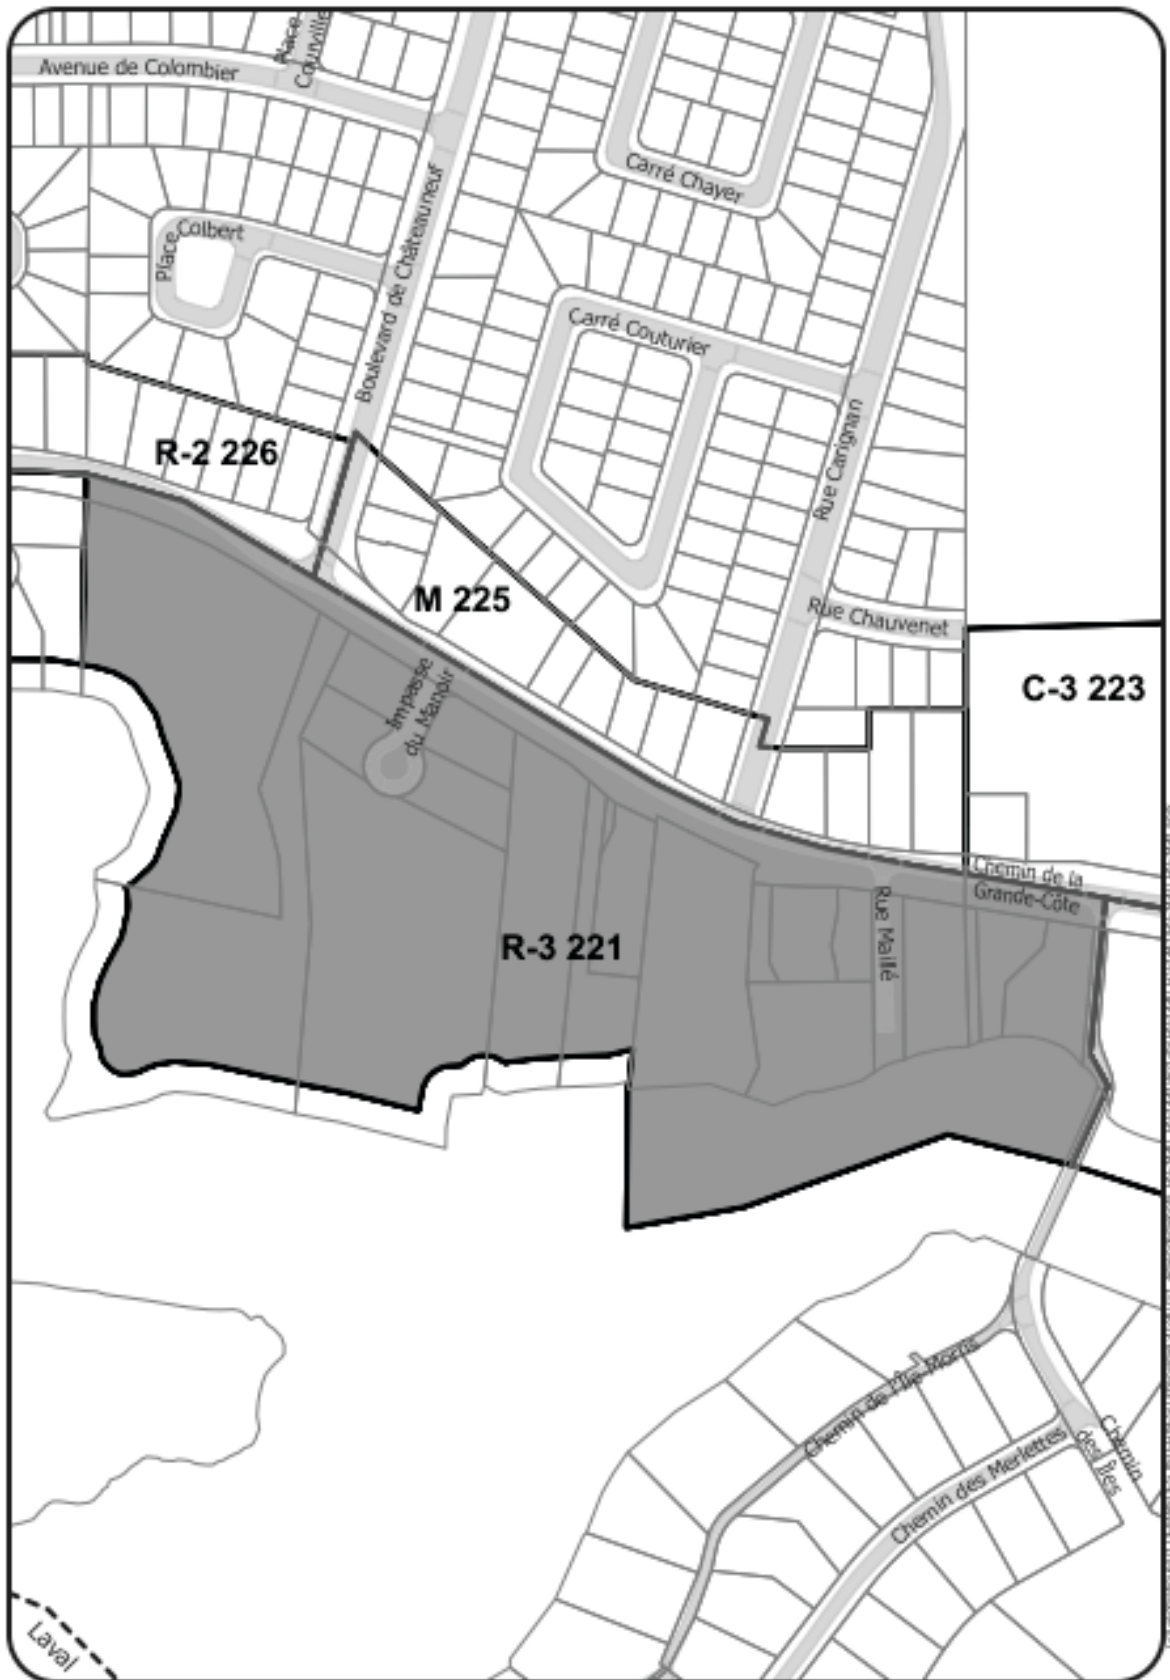 Place
Courville
Avenue de Colombier
Carré Chayer
Place
Colbert
Boulevard de Châteauneuf
Carré Couturier
Rue Carignan
R-2 226
M 225
Rue Chauvenet
C-3 223
Impasse
du Manoir
Chemin de la
Grande-Côte
Rue Maillé
R-3 221
Chemin de l'Île-Morris
Chemin des Merlettes
Chemin
des Îles
Laval